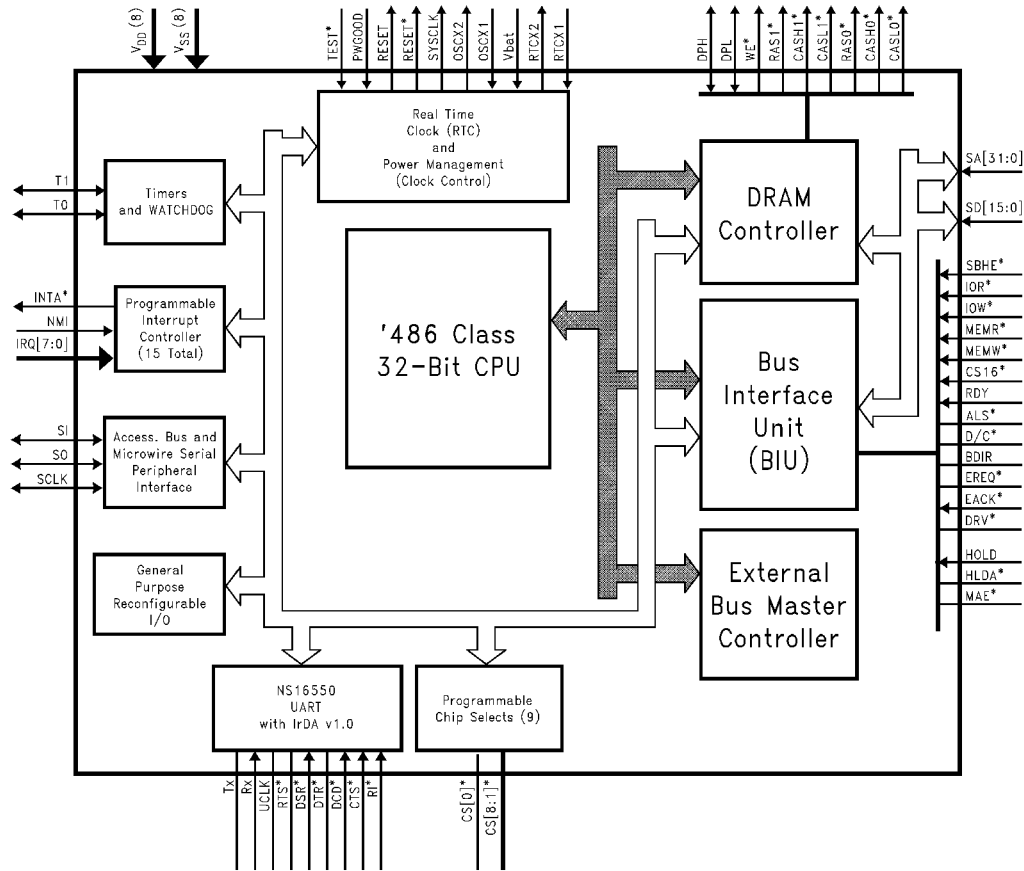 VDD (8)
VSS (8)
TEST*
PWGOOD
RESET
RESET*
SYSCLK
OSCX2
OSCX1
Vbat
RTCX2
RTCX1
DPH
DPL
WE*
RAS1*
CASH1*
CASL1*
RAS0*
CASH0*
CASL0*
Real Time
Clock (RTC)
and
Power Management
(Clock Control)
T1
T0
Timers
and WATCHDOG
DRAM
Controller
SA[31:0]
SD[15:0]
INTA*
NMI
IRQ[7:0]
Programmable
Interrupt
Controller
(15 Total)
'486 Class
32-Bit CPU
Bus
Interface
Unit
(BIU)
SBHE*
IOR*
IOW*
MEMR*
MEMW*
CS16*
RDY
ALS*
D/C*
BDIR
EREQ*
EACK*
DRV*
HOLD
HLDA*
MAE*
SI
SO
SCLK
Access. Bus and
Microwire Serial
Peripheral
Interface
General
Purpose
Reconfigurable
I/O
External
Bus Master
Controller
NS16550
UART
with IrDA v1.0
Programmable
Chip Selects (9)
Tx
Rx
UCLK
RTS*
DSR*
DTR*
DCD*
CTS*
RI*
CS[0]*
CS[8:1]*